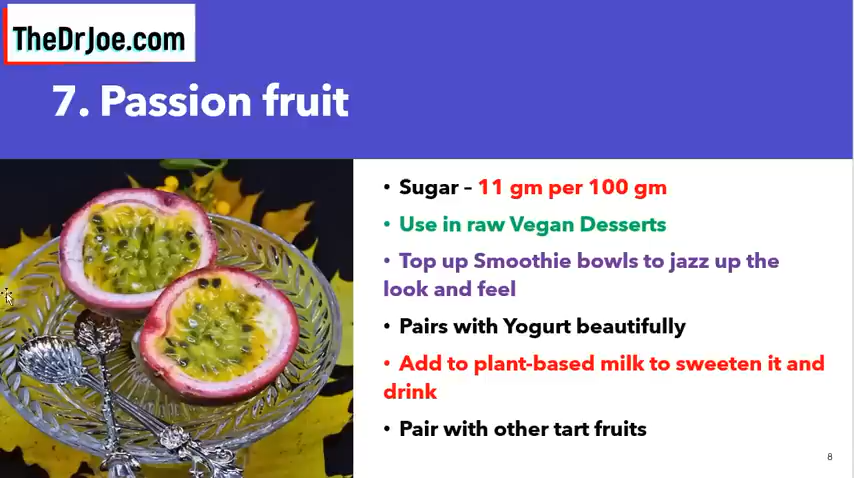 TheDrJoe.com
7. Passion fruit
• Sugar – 11 gm per 100 gm
• Use in raw Vegan Desserts
• Top up Smoothie bowls to jazz up the
look and feel
• Pairs with Yogurt beautifully
• Add to plant-based milk to sweeten it and
drink
• Pair with other tart fruits
8